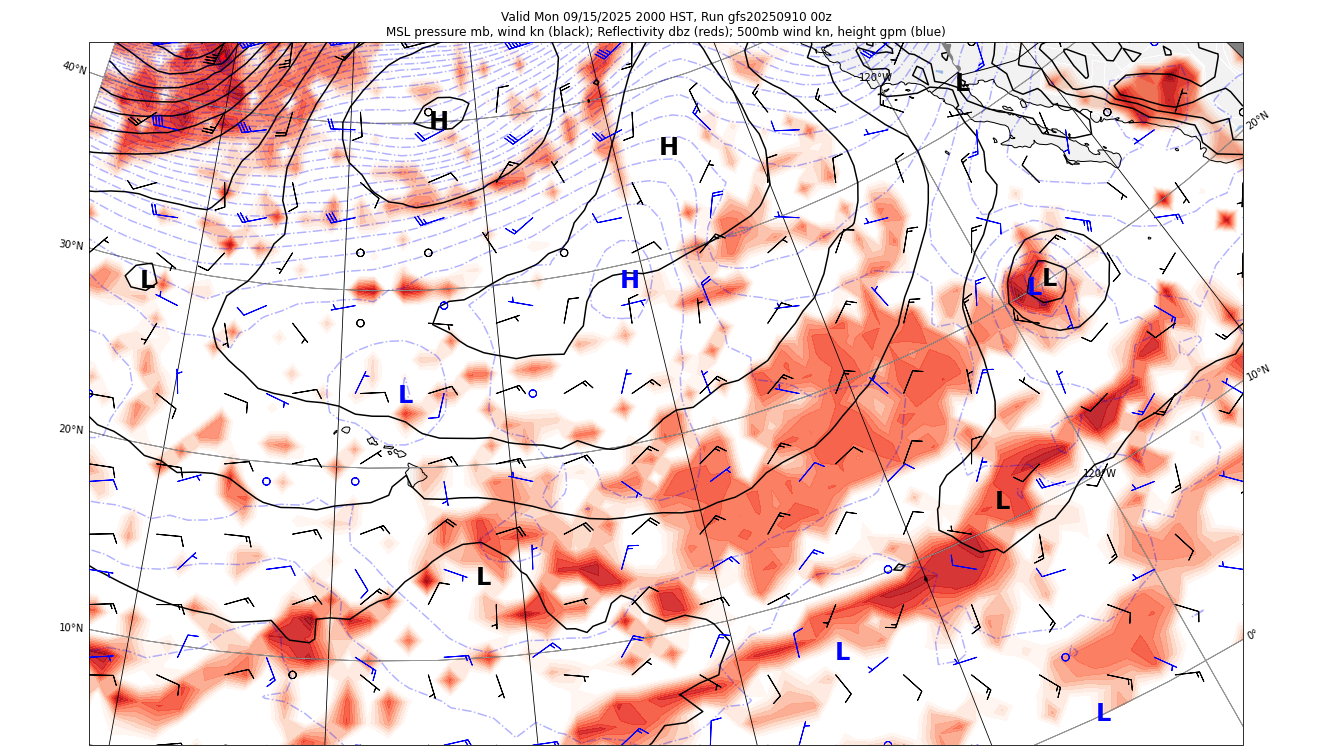 Valid Mon 09/15/2025 2000 HST, Run gfs20250910 00z
MSL pressure mb, wind kn (black); Reflectivity dbz (reds); 500mb wind kn, height gpm (blue)
40°N
120°W
L
20°N
H
H
30°N
L
H
L
L
10°N
L
20°N
120°W
L
L
10°N
0°
L
L